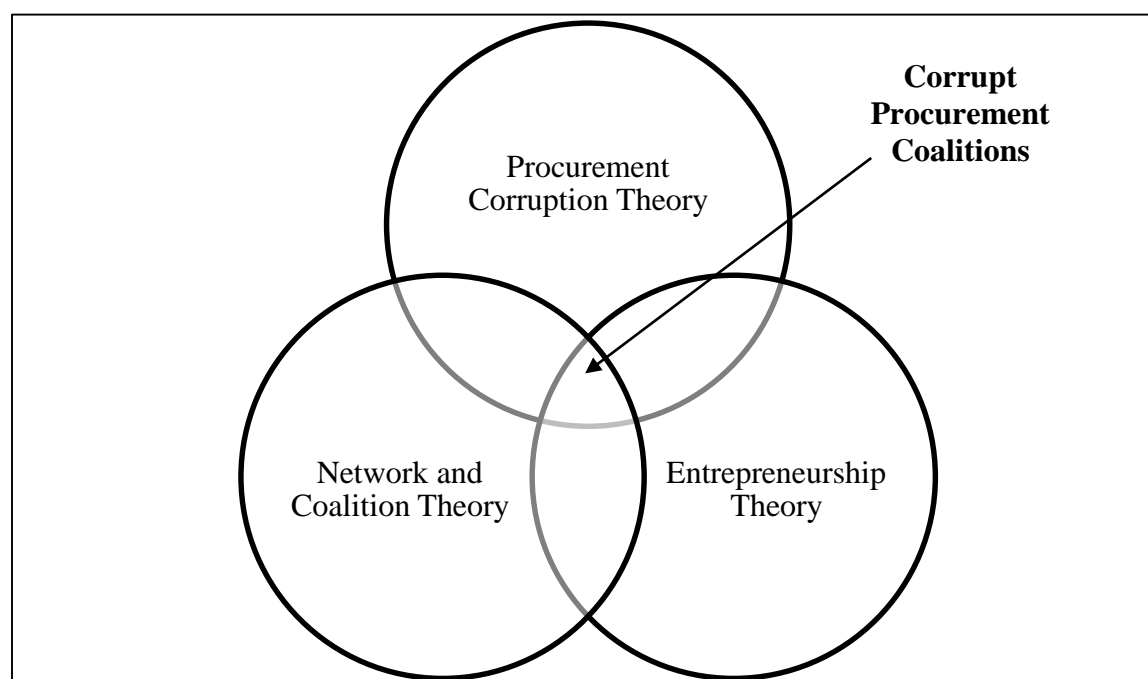 Corrupt
Procurement
Coalitions
Procurement
Corruption Theory
Network and
Coalition Theory
Entrepreneurship
Theory